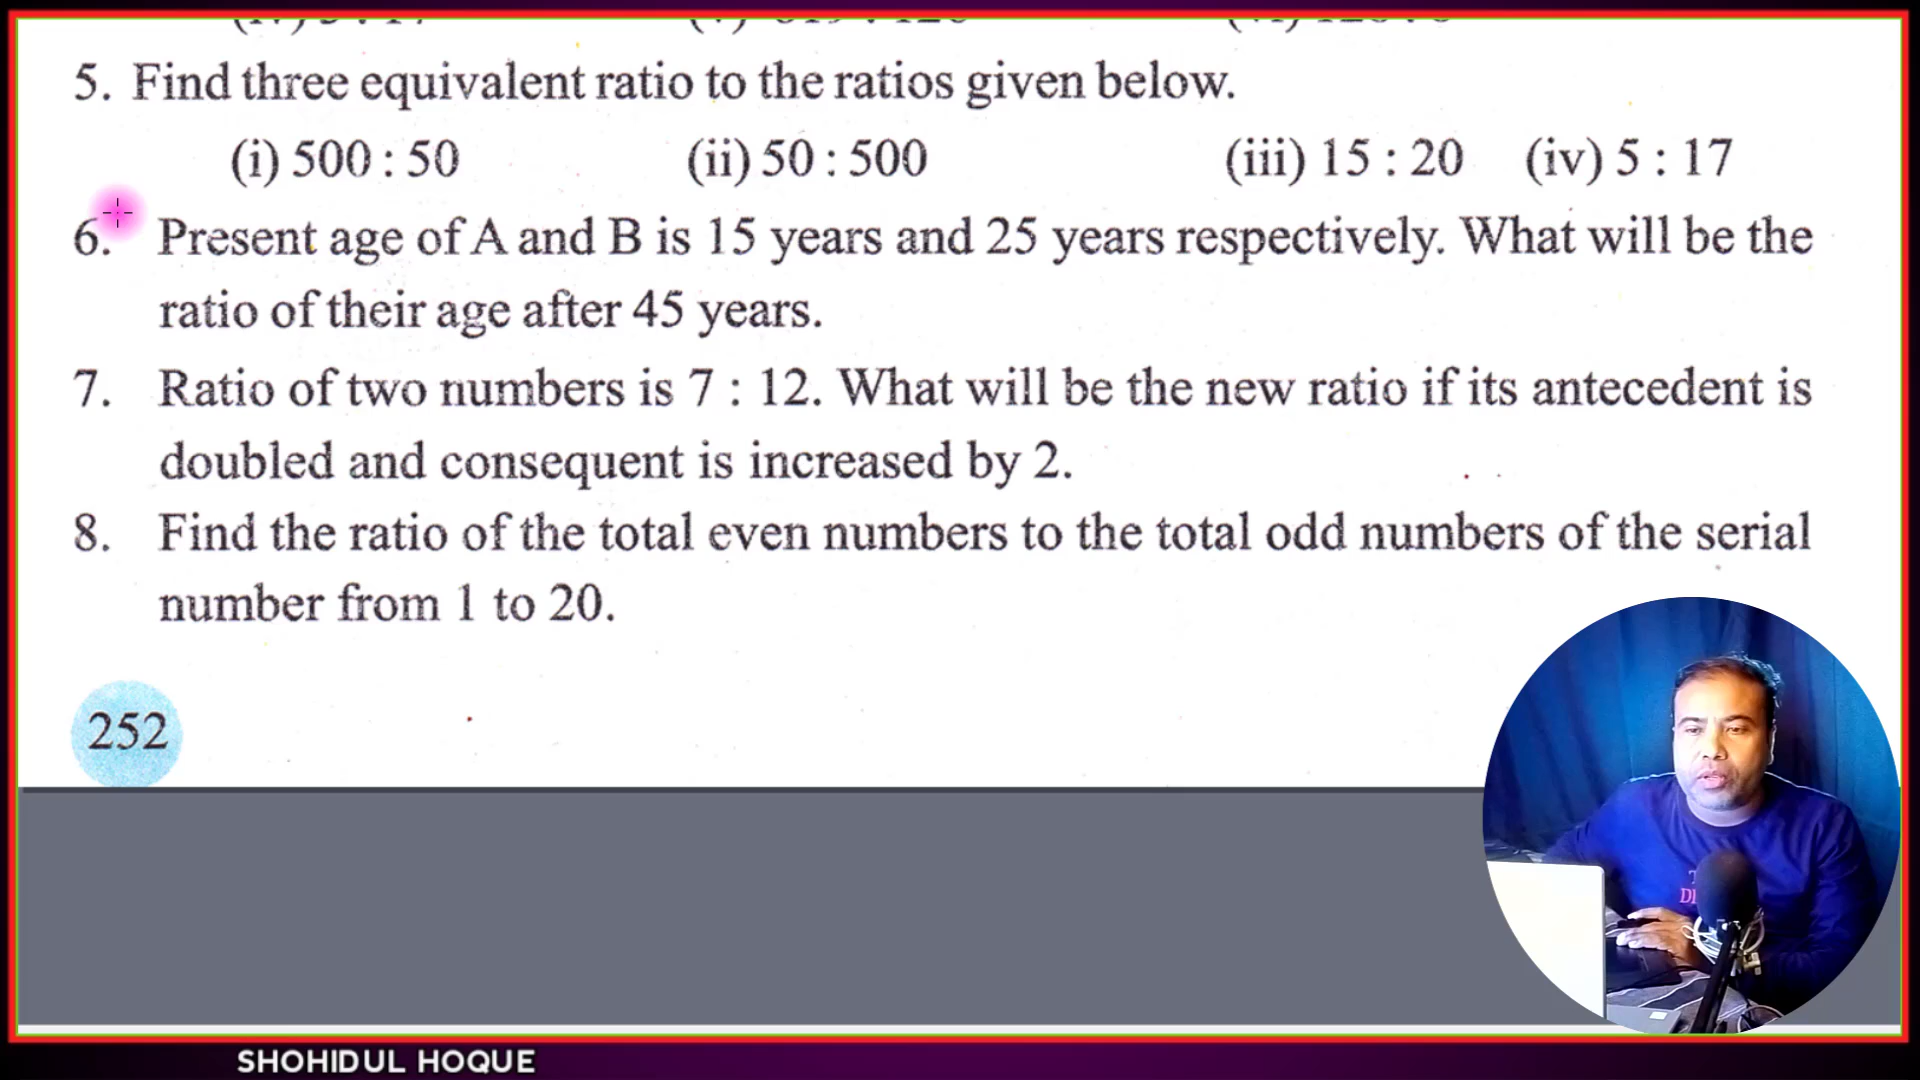 5. Find three equivalent ratio to the ratios given below.
(i) 500 : 50 (ii) 50 : 500 (iii) 15 : 20 (iv) 5 : 17
6. Present age of A and B is 15 years and 25 years respectively. What will be the
ratio of their age after 45 years.
7. Ratio of two numbers is 7 : 12. What will be the new ratio if its antecedent is
doubled and consequent is increased by 2.
8. Find the ratio of the total even numbers to the total odd numbers of the serial
number from 1 to 20.
252
SHOHIDUL HOQUE